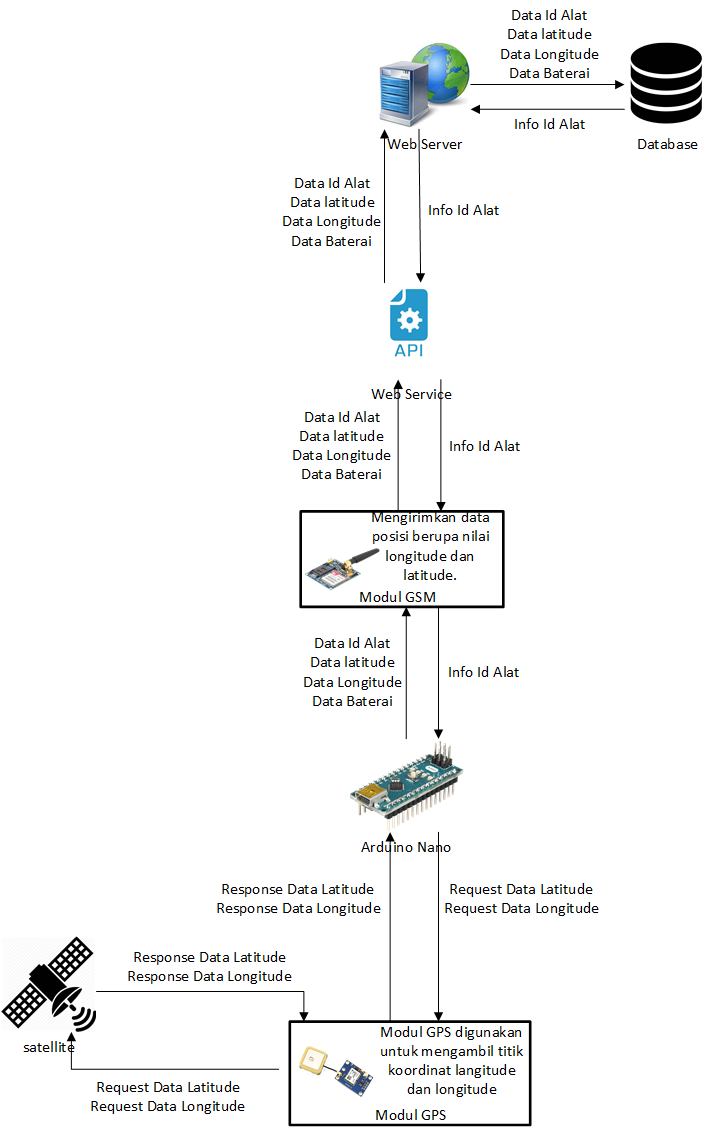 Data Id Alat
Data latitude
Data Longitude
Data Baterai
Info Id Alat
Web Server
Database
Data Id Alat
Data latitude
Data Longitude
Data Baterai
Info Id Alat
API
Web Service
Data Id Alat
Data latitude
Data Longitude
Data Baterai
Info Id Alat
Mengirimkan data
posisi berupa nilai
longitude dan
latitude.
Modul GSM
Data Id Alat
Data latitude
Data Longitude
Data Baterai
Info Id Alat
Arduino Nano
Response Data Latitude
Response Data Longitude
Request Data Latitude
Request Data Longitude
Response Data Latitude
Response Data Longitude
satellite
Request Data Latitude
Request Data Longitude
Modul GPS digunakan
untuk mengambil titik
koordinat langitude
dan longitude
Modul GPS